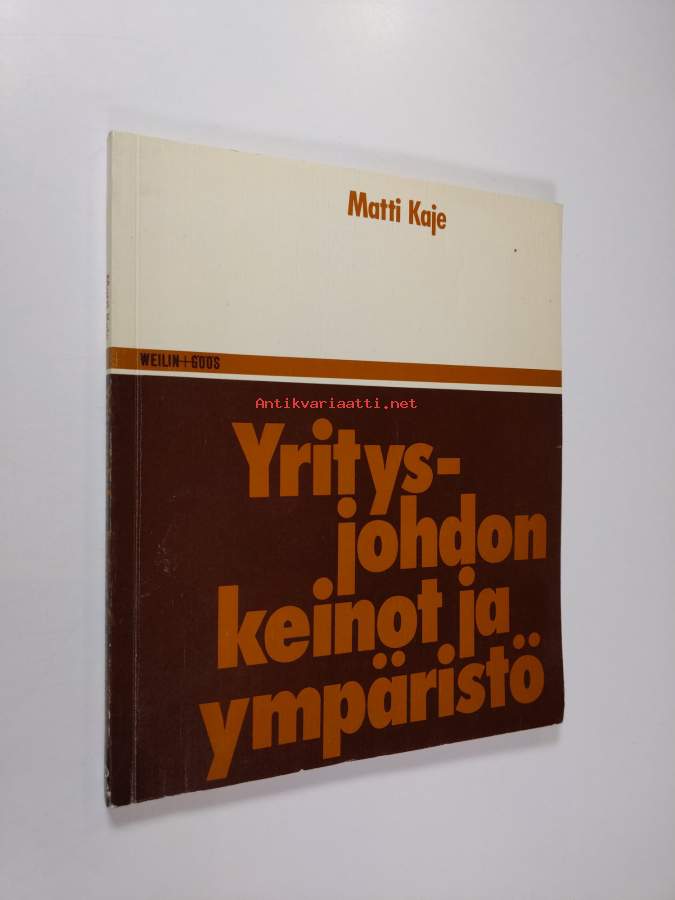 Matti Kaje
WEILIN+GÖÖS
Antikvariaatti.net
Yritys-
johdon
keinot ja
ympäristö